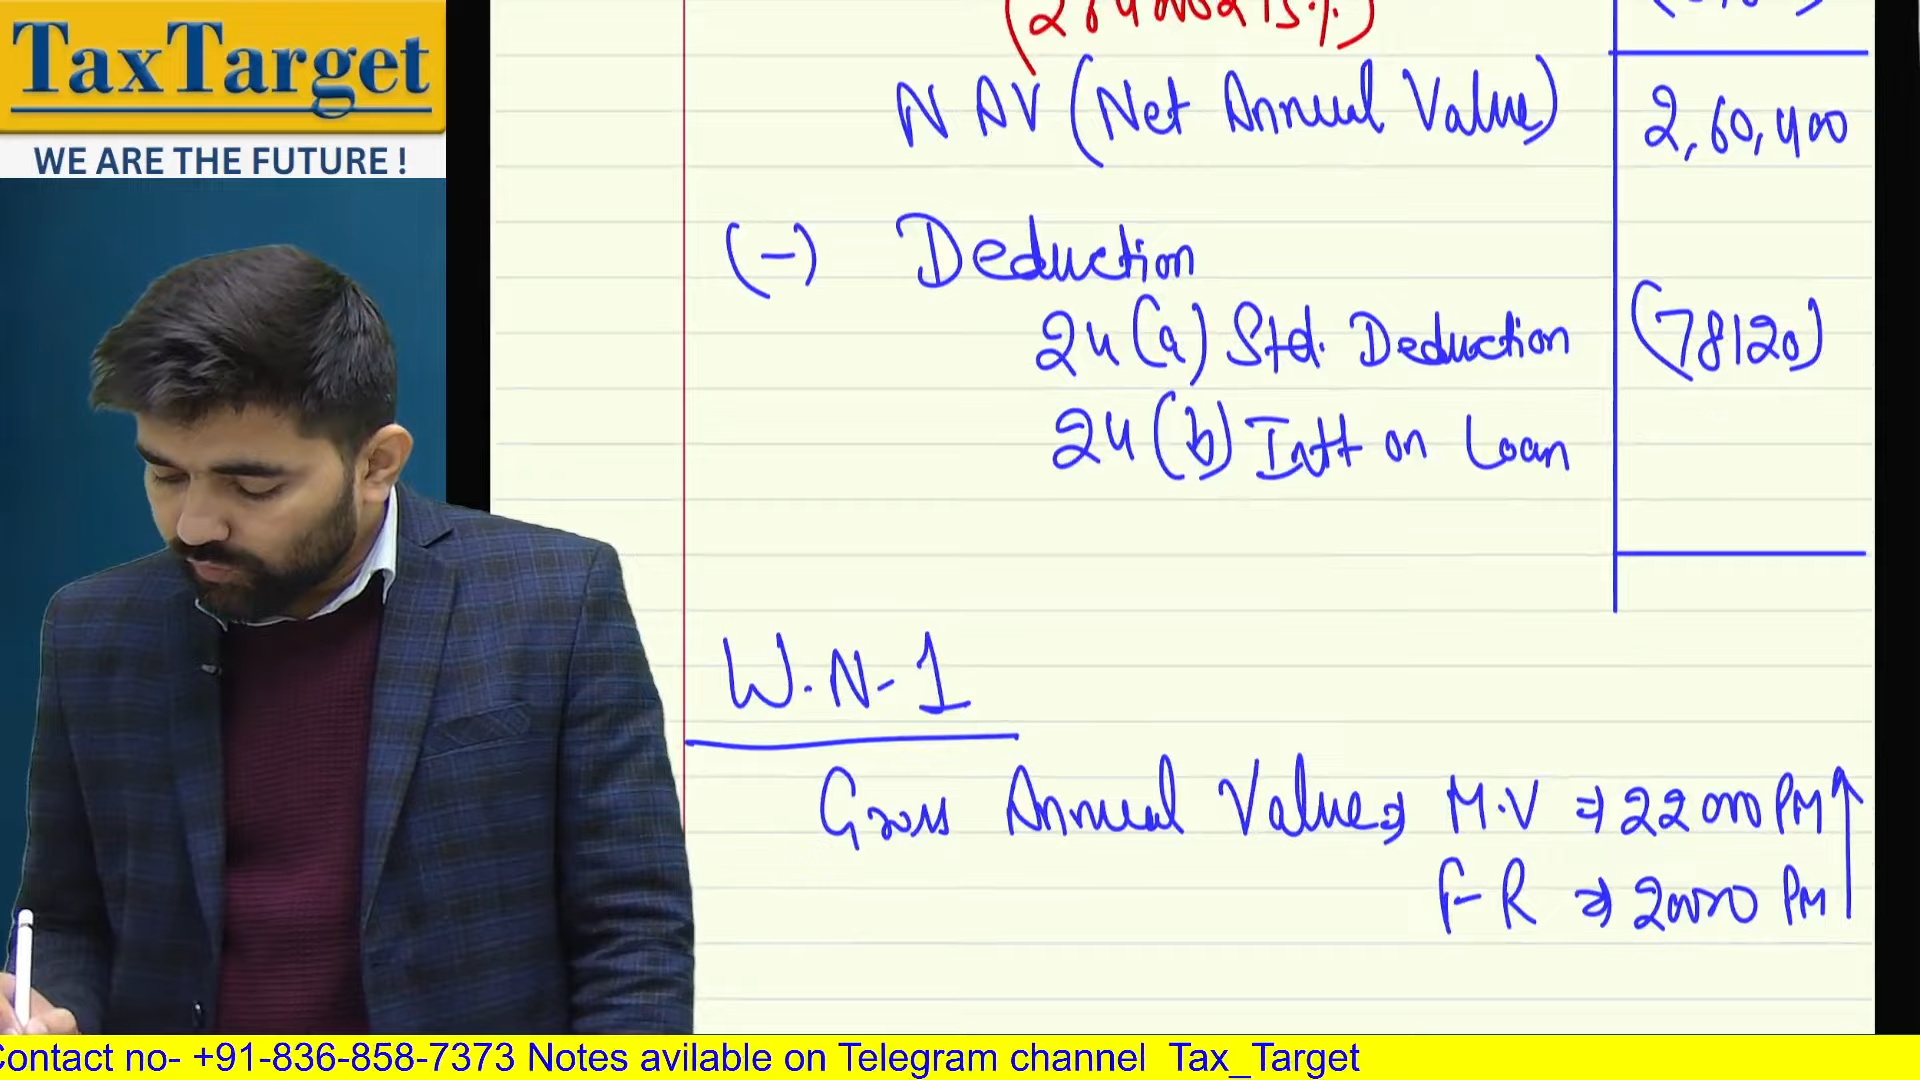 TaxTarget
WE ARE THE FUTURE !
NAV (Net Annual Value) 2,60,400
(-) Deduction
24 (a) Std. Deduction (78120)
24 (b) Intt on Loan
W.N-1
Gross Annual Value ⇒ M.V ⇒ 22000 PM
F-R ⇒ 20000 PM
Contact no- +91-836-858-7373 Notes avilable on Telegram channel Tax_Target